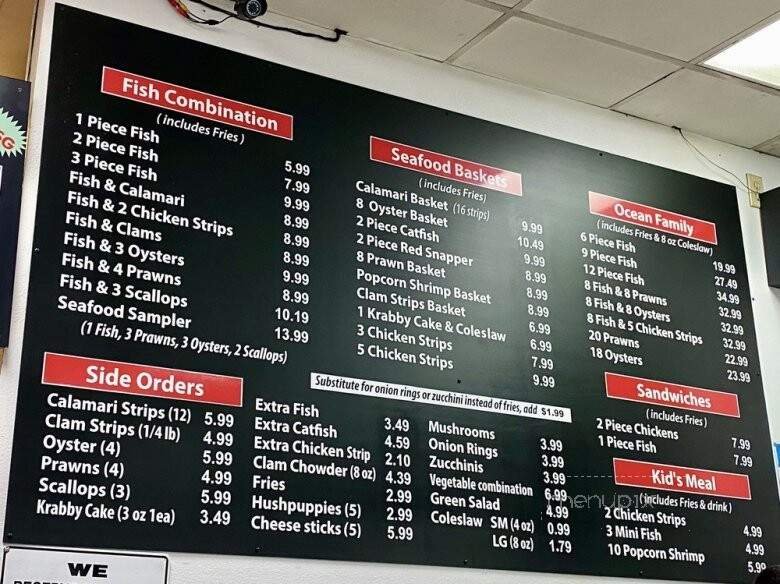 Fish Combination
(includes Fries)
1 Piece Fish 5.99
2 Piece Fish 7.99
3 Piece Fish 9.99
Fish & Calamari 8.99
Fish & 2 Chicken Strips 8.99
Fish & Clams 8.99
Fish & 3 Oysters 9.99
Fish & 4 Prawns 8.99
Fish & 3 Scallops 10.19
Seafood Sampler 13.99
(1 Fish, 3 Prawns, 3 Oysters, 2 Scallops)
Seafood Baskets
(includes Fries)
Calamari Basket (16 strips) 9.99
8 Oyster Basket 10.49
2 Piece Catfish 9.99
2 Piece Red Snapper 8.99
8 Prawn Basket 8.99
Popcorn Shrimp Basket 8.99
Clam Strips Basket 6.99
1 Krabby Cake & Coleslaw 6.99
3 Chicken Strips 7.99
5 Chicken Strips 9.99
Ocean Family
(includes Fries & 8 oz Coleslaw)
6 Piece Fish 19.99
9 Piece Fish 27.49
12 Piece Fish 34.99
8 Fish & 8 Prawns 32.99
8 Fish & 8 Oysters 32.99
8 Fish & 5 Chicken Strips 32.99
20 Prawns 22.99
18 Oysters 23.99
Substitute for onion rings or zucchini instead of fries, add $1.99
Side Orders
Calamari Strips (12) 5.99
Clam Strips (1/4 lb) 4.99
Oyster (4) 5.99
Prawns (4) 4.99
Scallops (3) 5.99
Krabby Cake (3 oz 1ea) 3.49
Extra Fish 3.49
Extra Catfish 4.59
Extra Chicken Strip 2.10
Clam Chowder (8 oz) 4.39
Fries 2.99
Hushpuppies (5) 2.99
Cheese sticks (5) 5.99
Mushrooms 3.99
Onion Rings 3.99
Zucchinis 3.99
Vegetable combination 6.99
Green Salad 4.99
Coleslaw SM (4 oz) 0.99
LG (8 oz) 1.79
Sandwiches
(includes Fries)
2 Piece Chickens 7.99
1 Piece Fish 7.99
Kid's Meal
(includes Fries & drink)
2 Chicken Strips 4.99
3 Mini Fish 4.99
10 Popcorn Shrimp 5.99
WE